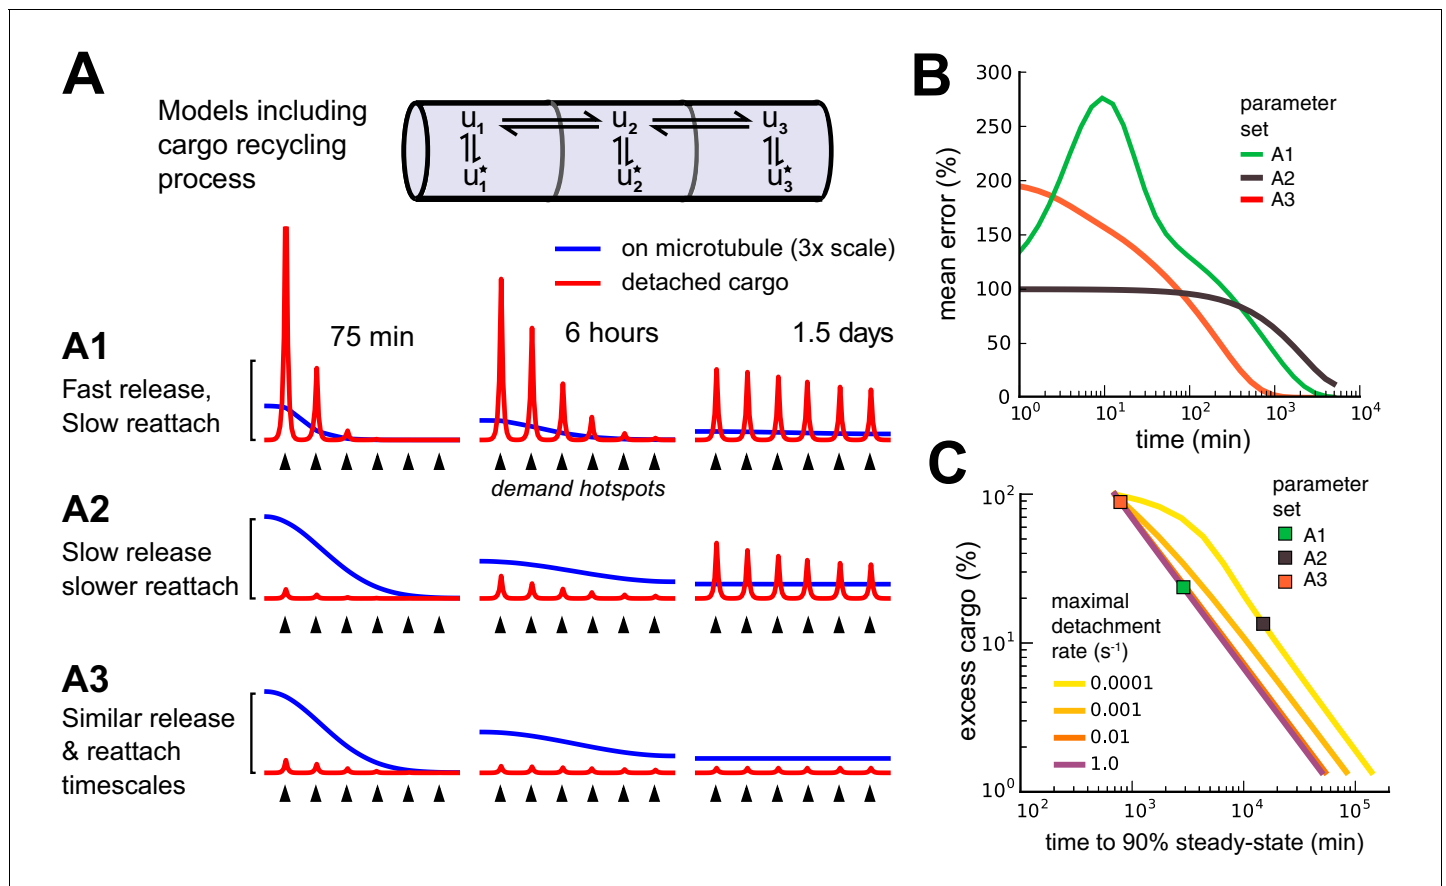 A
Models including
cargo recycling
process
u1 u2 u3
u1* u2* u3*
on microtubule (3x scale)
detached cargo
75 min
6 hours
1.5 days
A1
Fast release,
Slow reattach
demand hotspots
A2
Slow release
slower reattach
A3
Similar release
& reattach
timescales
B
mean error (%)
300
250
200
150
100
50
0
10^0 10^1 10^2 10^3 10^4
time (min)
parameter
set
A1
A2
A3
C
excess cargo (%)
10^2
10^1
10^0
10^2 10^3 10^4 10^5
time to 90% steady-state (min)
parameter
set
A1
A2
A3
maximal
detachment
rate (s^-1)
0.0001
0.001
0.01
1.0